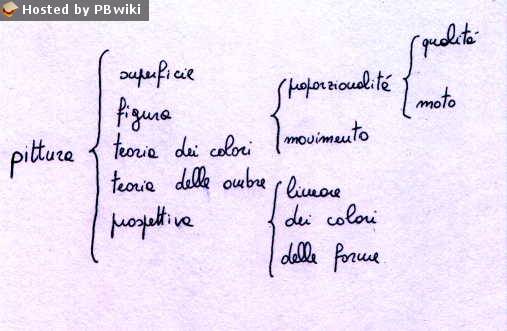 Hosted by PBwiki
pittura
superficie
figura
teoria dei colori
teoria delle ombre
prospettiva
proporzionalità
movimento
qualità
moto
lineare
dei colori
delle forme